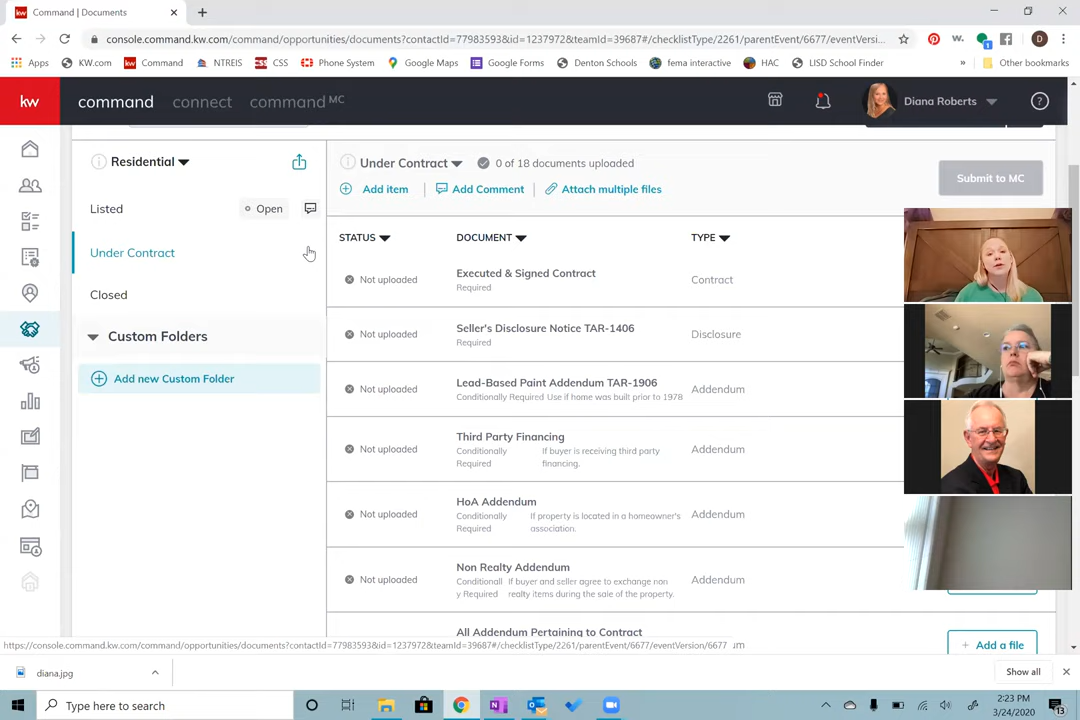 kw
Command | Documents
console.command.kw.com/command/opportunities/documents?contactId=77983593&id=1237972&teamId=39687#/checklistType/2261/parentEvent/6677/eventVersi...
W.
1
D
Apps
KW.com
kw
Command
NTREIS
CSS
CSS
Phone System
Google Maps
Google Forms
Denton Schools
fema interactive
HAC
LISD School Finder
»
Other bookmarks
kw
command
connect
command MC
Diana Roberts
?
Residential
Under Contract
0 of 18 documents uploaded
Add item
Add Comment
Attach multiple files
Submit to MC
Listed
Open
Under Contract
Closed
Custom Folders
Add new Custom Folder
STATUS
DOCUMENT
TYPE
Not uploaded
Executed & Signed Contract
Required
Contract
Not uploaded
Seller's Disclosure Notice TAR-1406
Required
Disclosure
Not uploaded
Lead-Based Paint Addendum TAR-1906
Conditionally Required Use if home was built prior to 1978
Addendum
Not uploaded
Third Party Financing
Conditionally Required
If buyer is receiving third party financing.
Addendum
Not uploaded
HoA Addendum
Conditionally Required
If property is located in a homeowner's association.
Addendum
Not uploaded
Non Realty Addendum
Conditionall y Required
If buyer and seller agree to exchange non realty items during the sale of the property.
Addendum
All Addendum Pertaining to Contract
+ Add a file
https://console.command.kw.com/command/opportunities/documents?contactId=77983593&id=1237972&teamId=39687#/checklistType/2261/parentEvent/6677/eventVersion/6677
um
diana.jpg
Show all
Type here to search
2:23 PM
3/24/2020
13